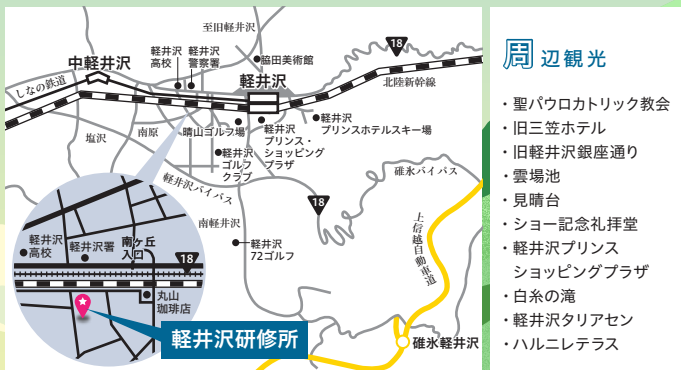 至旧軽井沢
18
中軽井沢
軽井沢
高校
軽井沢
警察署
脇田美術館
軽井沢
しなの鉄道
北陸新幹線
塩沢
南原
晴山ゴルフ場
軽井沢
プリンス・
ショッピング
プラザ
軽井沢
プリンスホテルスキー場
軽井沢
ゴルフ
クラブ
軽井沢バイパス
碓氷バイパス
18
南軽井沢
上信越自動車道
軽井沢
72ゴルフ
軽井沢
高校
軽井沢署
南ヶ丘
入口
18
丸山
珈琲店
軽井沢研修所
碓氷軽井沢
周辺観光
・聖パウロカトリック教会
・旧三笠ホテル
・旧軽井沢銀座通り
・雲場池
・見晴台
・ショー記念礼拝堂
・軽井沢プリンス
ショッピングプラザ
・白糸の滝
・軽井沢タリアセン
・ハルニレテラス